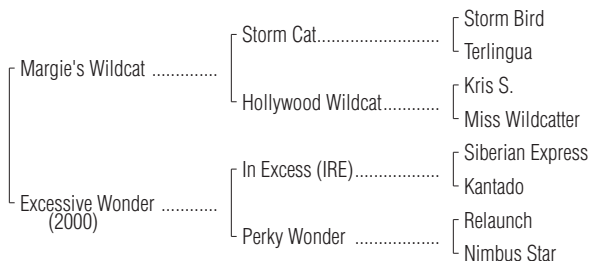 Storm Bird
Storm Cat..........................
Terlingua
Margie's Wildcat ..............
Kris S.
Hollywood Wildcat............
Miss Wildcatter
Siberian Express
In Excess (IRE)..................
Kantado
Excessive Wonder ............
(2000)
Relaunch
Perky Wonder ..................
Nimbus Star